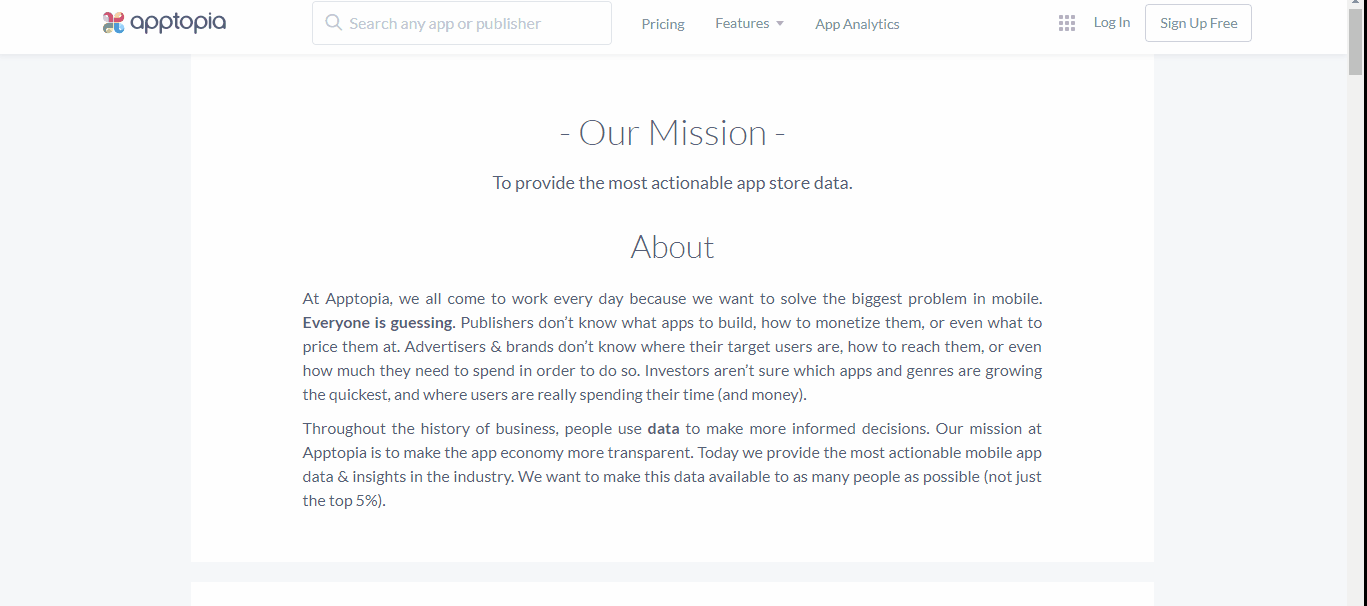 apptopia
Search any app or publisher
Pricing
Features
App Analytics
Log In
Sign Up Free
- Our Mission -
To provide the most actionable app store data.
About
At Apptopia, we all come to work every day because we want to solve the biggest problem in mobile.
Everyone is guessing. Publishers don’t know what apps to build, how to monetize them, or even what to
price them at. Advertisers & brands don’t know where their target users are, how to reach them, or even
how much they need to spend in order to do so. Investors aren’t sure which apps and genres are growing
the quickest, and where users are really spending their time (and money).
Throughout the history of business, people use data to make more informed decisions. Our mission at
Apptopia is to make the app economy more transparent. Today we provide the most actionable mobile app
data & insights in the industry. We want to make this data available to as many people as possible (not just
the top 5%).